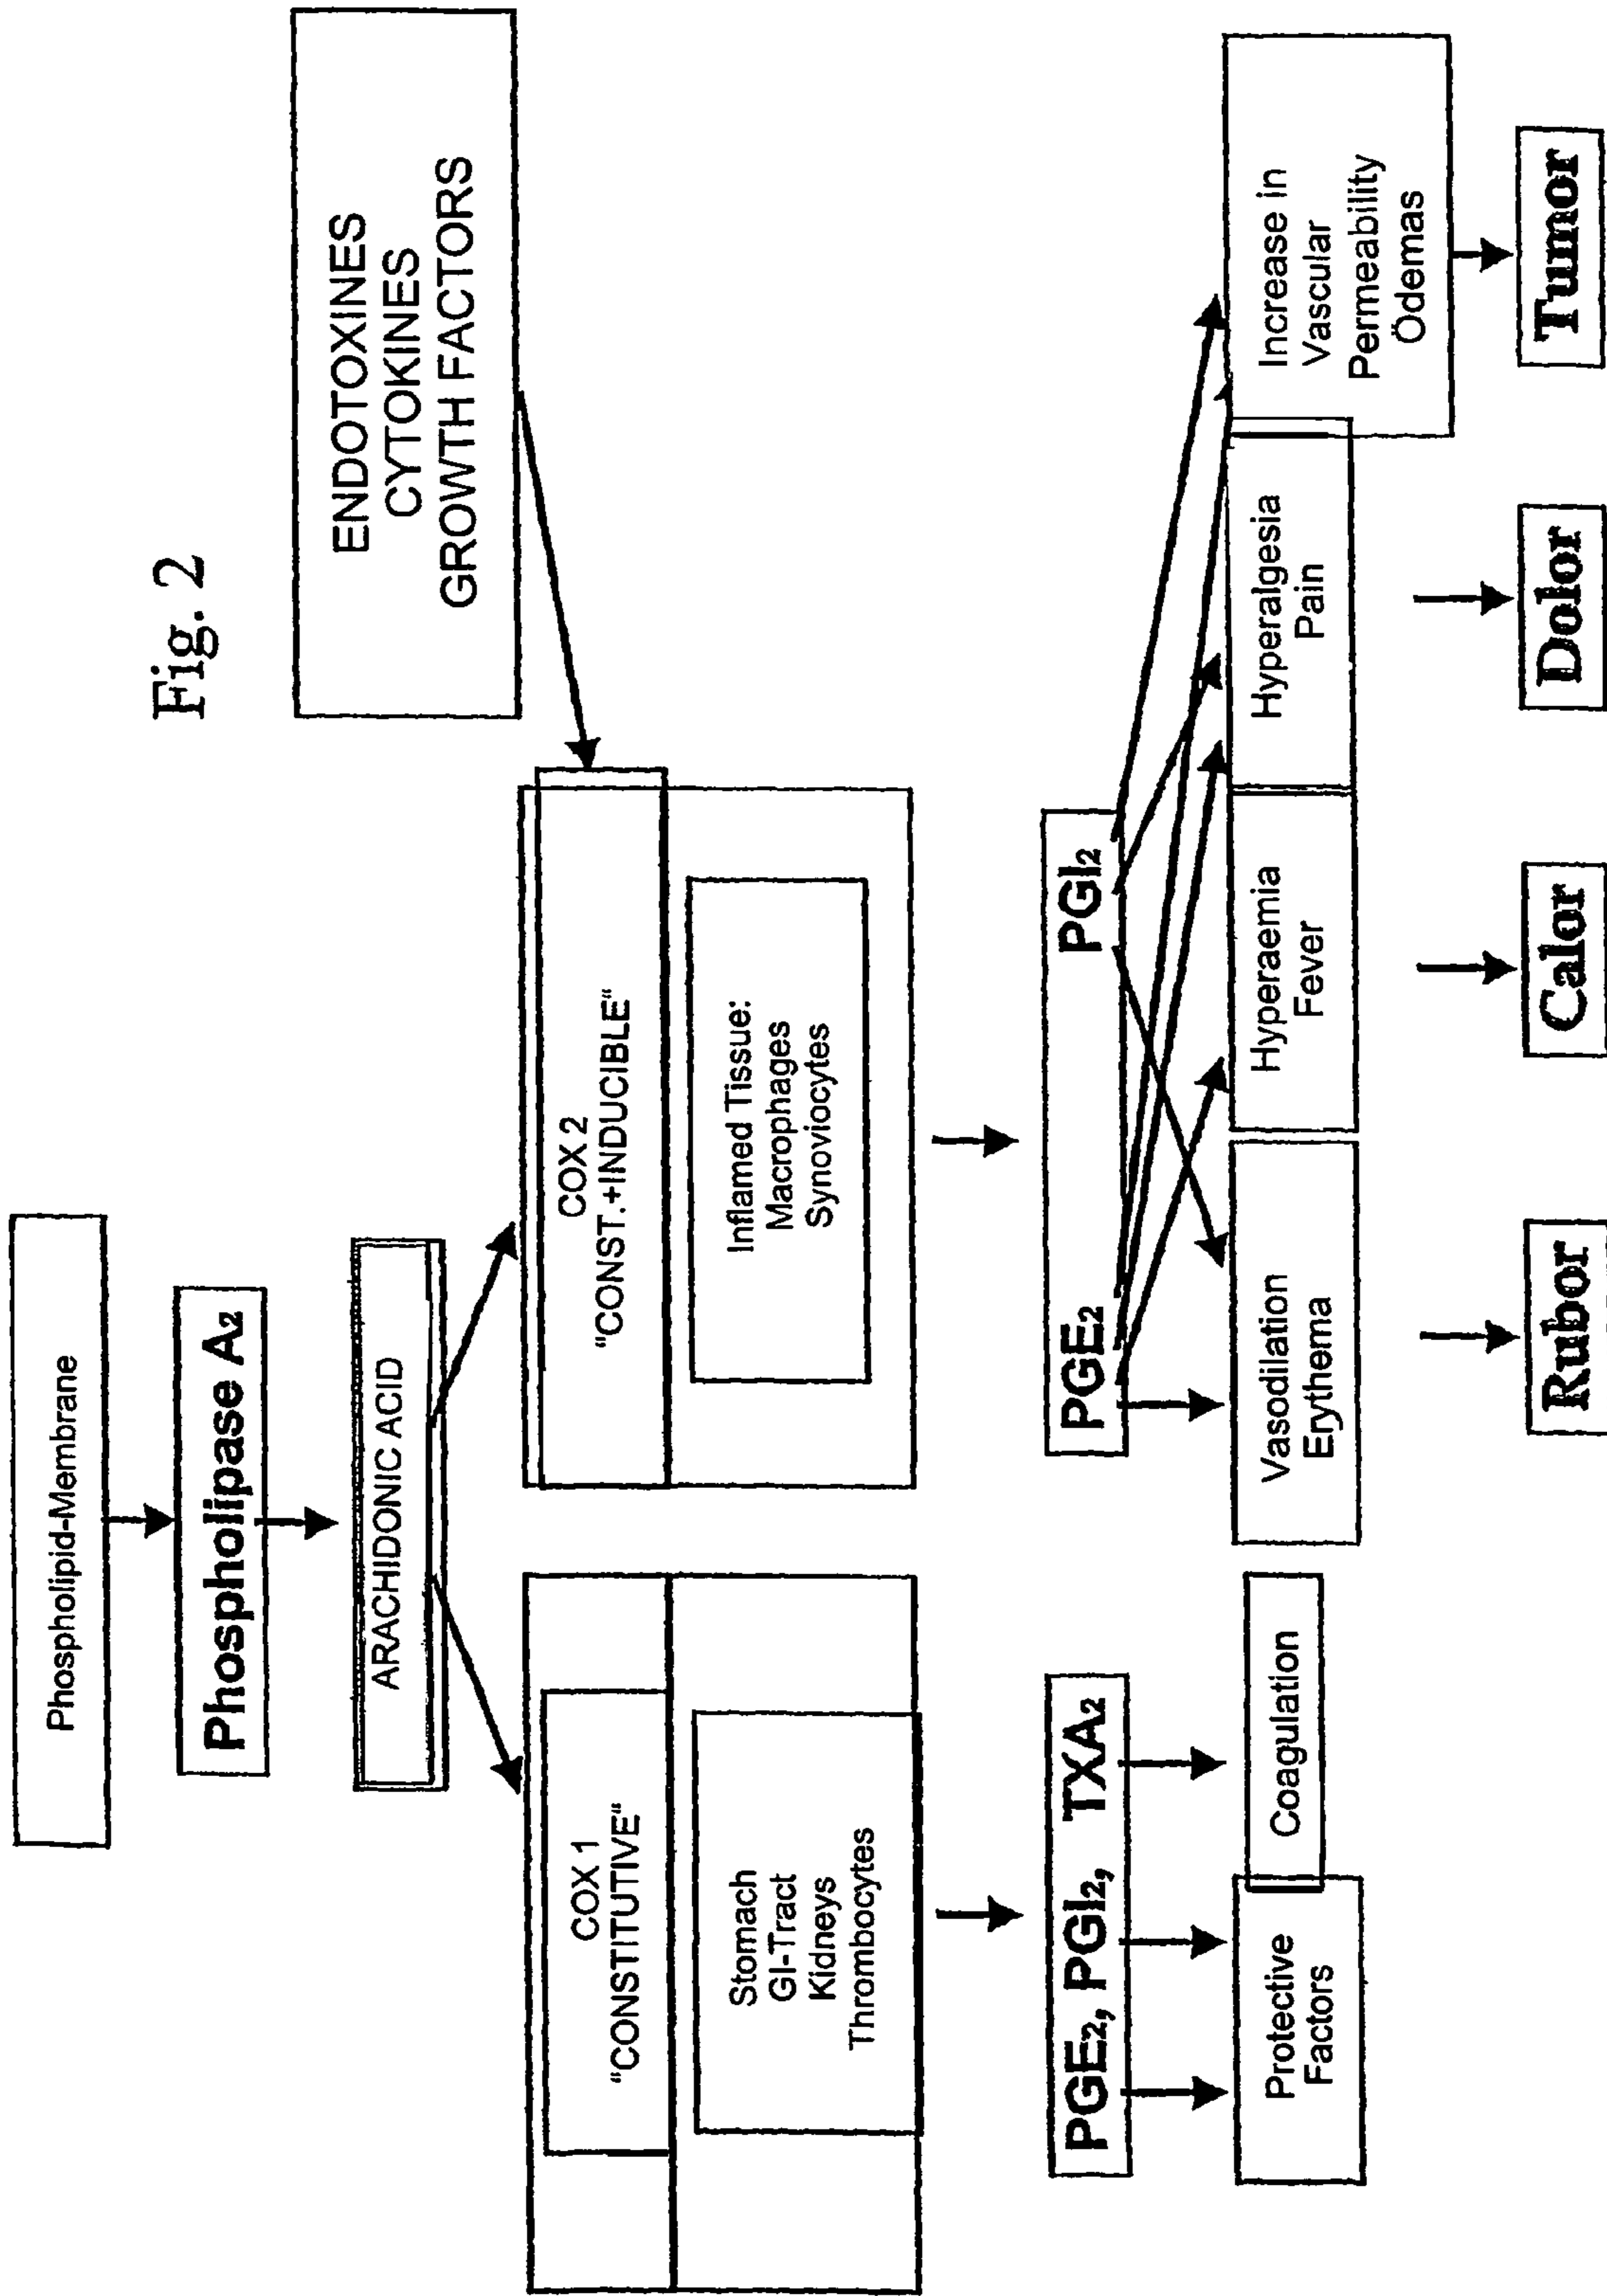 Fig. 2
Phospholipid-Membrane
Phospholipase A₂
ARACHIDONIC ACID
ENDOTOXINES
CYTOKINES
GROWTH FACTORS
COX 1
"CONSTITUTIVE"
Stomach
GI-Tract
Kidneys
Thrombocytes
COX 2
"CONST.+INDUCIBLE"
Inflamed Tissue:
Macrophages
Synoviocytes
PGE₂, PGI₂, TXA₂
PGE₂ PGI₂
Protective
Factors
Coagulation
Vasodilation
Erythema
Hyperaemia
Fever
Hyperalgesia
Pain
Increase in
Vascular
Permeability
Ödemas
Rubor
Calor
Dolor
Tumor